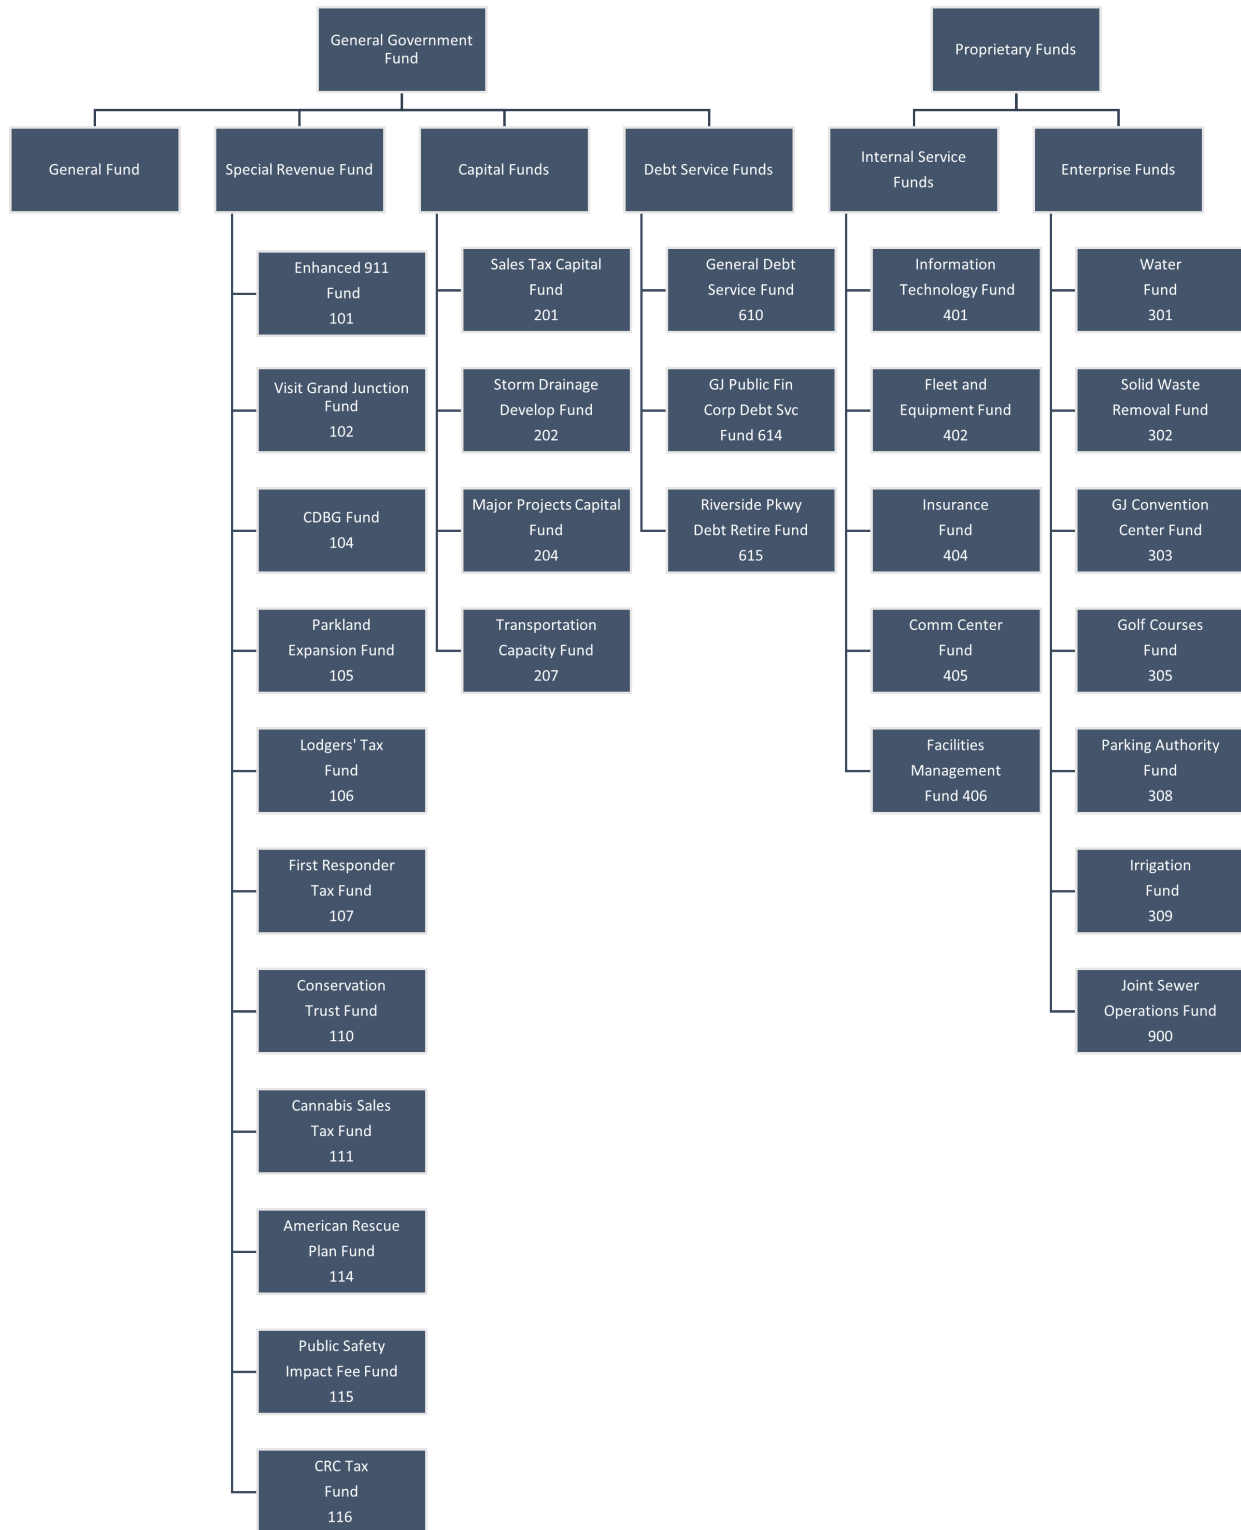 General Government
Fund
Proprietary Funds
General Fund
Special Revenue Fund
Capital Funds
Debt Service Funds
Internal Service
Funds
Enterprise Funds
Enhanced 911
Fund
101
Visit Grand Junction
Fund
102
CDBG Fund
104
Parkland
Expansion Fund
105
Lodgers' Tax
Fund
106
First Responder
Tax Fund
107
Conservation
Trust Fund
110
Cannabis Sales
Tax Fund
111
American Rescue
Plan Fund
114
Public Safety
Impact Fee Fund
115
CRC Tax
Fund
116
Sales Tax Capital
Fund
201
Storm Drainage
Develop Fund
202
Major Projects Capital
Fund
204
Transportation
Capacity Fund
207
General Debt
Service Fund
610
GJ Public Fin
Corp Debt Svc
Fund 614
Riverside Pkwy
Debt Retire Fund
615
Information
Technology Fund
401
Fleet and
Equipment Fund
402
Insurance
Fund
404
Comm Center
Fund
405
Facilities
Management
Fund 406
Water
Fund
301
Solid Waste
Removal Fund
302
GJ Convention
Center Fund
303
Golf Courses
Fund
305
Parking Authority
Fund
308
Irrigation
Fund
309
Joint Sewer
Operations Fund
900